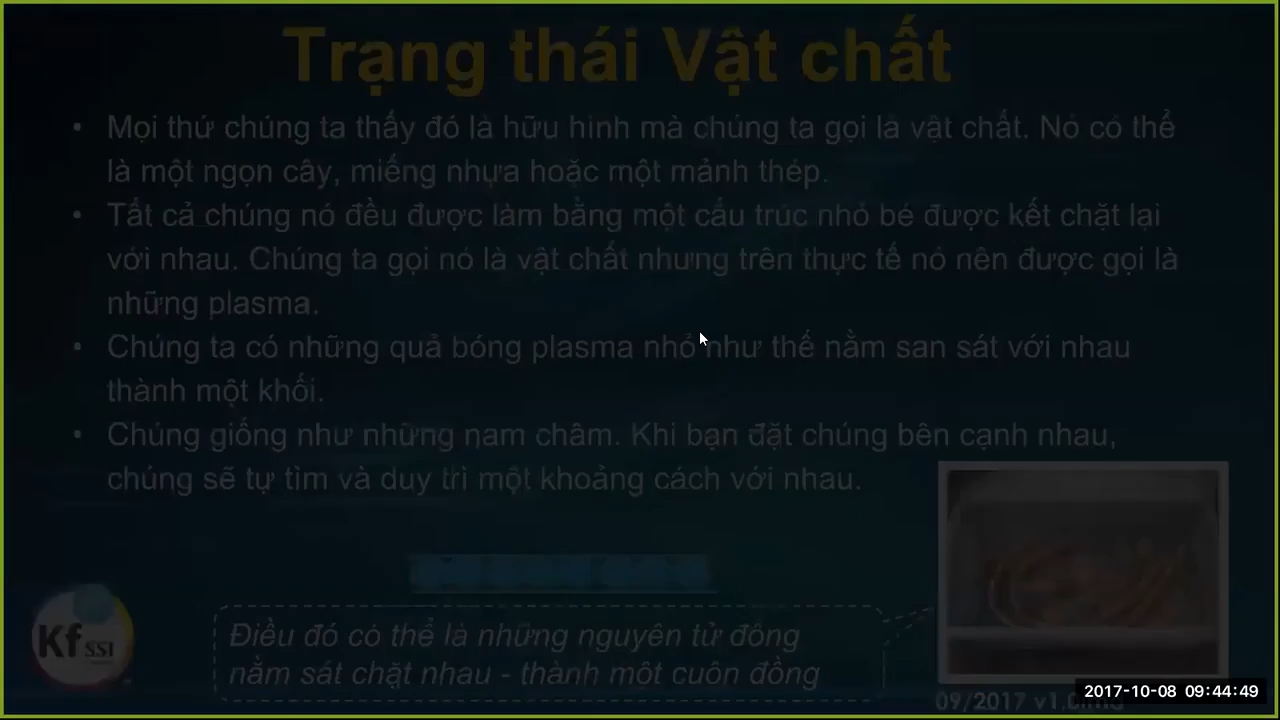 Trạng thái Vật chất
• Mọi thứ chúng ta thấy đó là hữu hình mà chúng ta gọi là vật chất. Nó có thể
là một ngọn cây, miếng nhựa hoặc một mảnh thép.
• Tất cả chúng nó đều được làm bằng một cấu trúc nhỏ bé được kết chặt lại
với nhau. Chúng ta gọi nó là vật chất nhưng trên thực tế nó nên được gọi là
những plasma.
• Chúng ta có những quả bóng plasma nhỏ như thế nằm san sát với nhau
thành một khối.
• Chúng giống như những nam châm. Khi bạn đặt chúng bên cạnh nhau,
chúng sẽ tự tìm và duy trì một khoảng cách với nhau.
Điều đó có thể là những nguyên tử đồng
nằm sát chặt nhau - thành một cuộn đồng
Kf SSI
09/2017 v1.0
2017-10-08 09:44:49